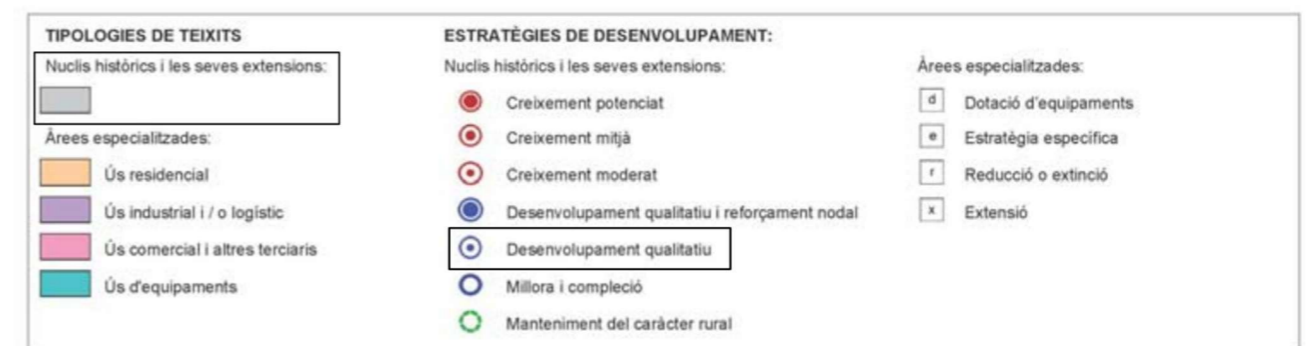 TIPOLOGIES DE TEIXITS
Nuclis històrics i les seves extensions:
Àrees especialitzades:
Ús residencial
Ús industrial i / o logístic
Ús comercial i altres terciaris
Ús d'equipaments
ESTRATÈGIES DE DESENVOLUPAMENT:
Nuclis històrics i les seves extensions:
Creixement potenciat
Creixement mitjà
Creixement moderat
Desenvolupament qualitatiu i reforçament nodal
Desenvolupament qualitatiu
Millora i compleció
Manteniment del caràcter rural
Àrees especialitzades:
d Dotació d'equipaments
e Estratègia específica
r Reducció o extinció
x Extensió